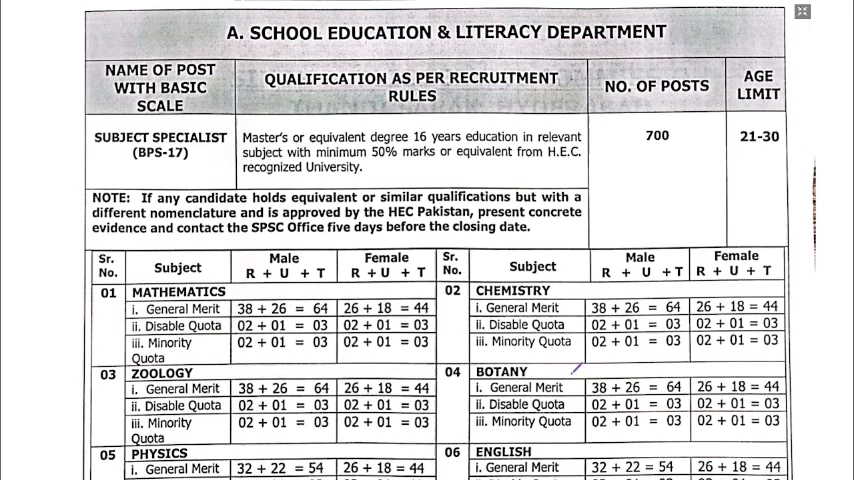 A. SCHOOL EDUCATION & LITERACY DEPARTMENT
NAME OF POST WITH BASIC SCALE
QUALIFICATION AS PER RECRUITMENT RULES
NO. OF POSTS
AGE LIMIT
SUBJECT SPECIALIST (BPS-17)
Master's or equivalent degree 16 years education in relevant
subject with minimum 50% marks or equivalent from H.E.C.
recognized University.
700
21-30
NOTE: If any candidate holds equivalent or similar qualifications but with a
different nomenclature and is approved by the HEC Pakistan, present concrete
evidence and contact the SPSC Office five days before the closing date.
Sr. No. Subject Male R + U + T Female R + U + T Sr. No. Subject Male R + U + T Female R + U + T
01 MATHEMATICS 02 CHEMISTRY
i. General Merit 38 + 26 = 64 26 + 18 = 44 i. General Merit 38 + 26 = 64 26 + 18 = 44
ii. Disable Quota 02 + 01 = 03 02 + 01 = 03 ii. Disable Quota 02 + 01 = 03 02 + 01 = 03
iii. Minority Quota 02 + 01 = 03 02 + 01 = 03 iii. Minority Quota 02 + 01 = 03 02 + 01 = 03
03 ZOOLOGY 04 BOTANY
i. General Merit 38 + 26 = 64 26 + 18 = 44 i. General Merit 38 + 26 = 64 26 + 18 = 44
ii. Disable Quota 02 + 01 = 03 02 + 01 = 03 ii. Disable Quota 02 + 01 = 03 02 + 01 = 03
iii. Minority Quota 02 + 01 = 03 02 + 01 = 03 iii. Minority Quota 02 + 01 = 03 02 + 01 = 03
05 PHYSICS 06 ENGLISH
i. General Merit 32 + 22 = 54 26 + 18 = 44 i. General Merit 32 + 22 = 54 26 + 18 = 44